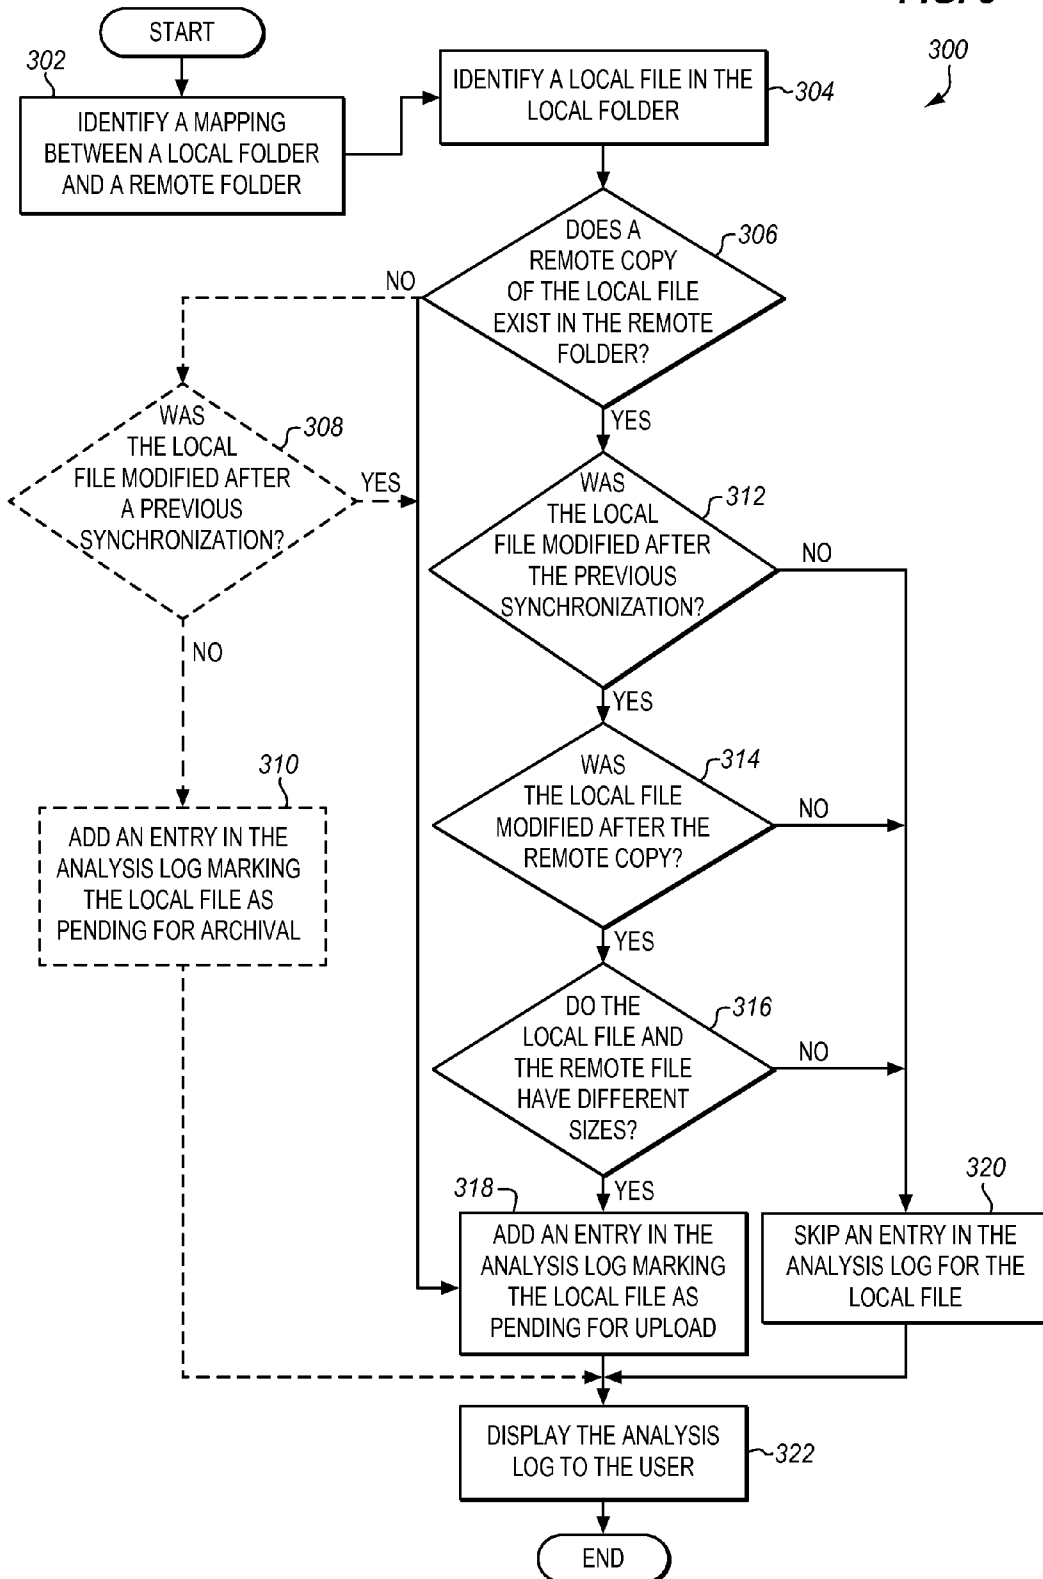 START
300
302
IDENTIFY A MAPPING
BETWEEN A LOCAL FOLDER
AND A REMOTE FOLDER
IDENTIFY A LOCAL FILE IN THE
LOCAL FOLDER
304
DOES A
REMOTE COPY
OF THE LOCAL FILE
EXIST IN THE REMOTE
FOLDER?
306
NO
YES
WAS
THE LOCAL
FILE MODIFIED AFTER
A PREVIOUS
SYNCHRONIZATION?
308
YES
NO
WAS
THE LOCAL
FILE MODIFIED AFTER
THE PREVIOUS
SYNCHRONIZATION?
312
NO
YES
310
ADD AN ENTRY IN THE
ANALYSIS LOG MARKING
THE LOCAL FILE AS
PENDING FOR ARCHIVAL
WAS
THE LOCAL FILE
MODIFIED AFTER THE
REMOTE COPY?
314
NO
YES
DO THE
LOCAL FILE AND
THE REMOTE FILE
HAVE DIFFERENT
SIZES?
316
NO
YES
318
ADD AN ENTRY IN THE
ANALYSIS LOG MARKING
THE LOCAL FILE AS
PENDING FOR UPLOAD
320
SKIP AN ENTRY IN THE
ANALYSIS LOG FOR THE
LOCAL FILE
DISPLAY THE ANALYSIS
LOG TO THE USER
322
END